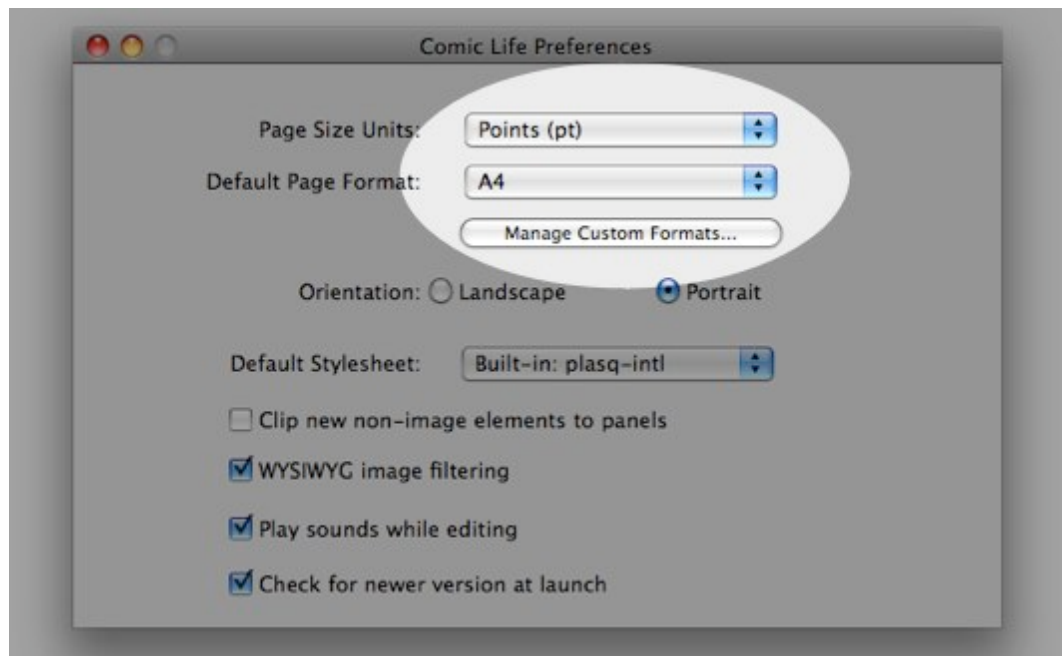 Comic Life Preferences
Page Size Units: Points (pt)
Default Page Format: A4
Manage Custom Formats...
Orientation: Landscape Portrait
Default Stylesheet: Built-in: plasq-intl
Clip new non-image elements to panels
WYSIWYG image filtering
Play sounds while editing
Check for newer version at launch